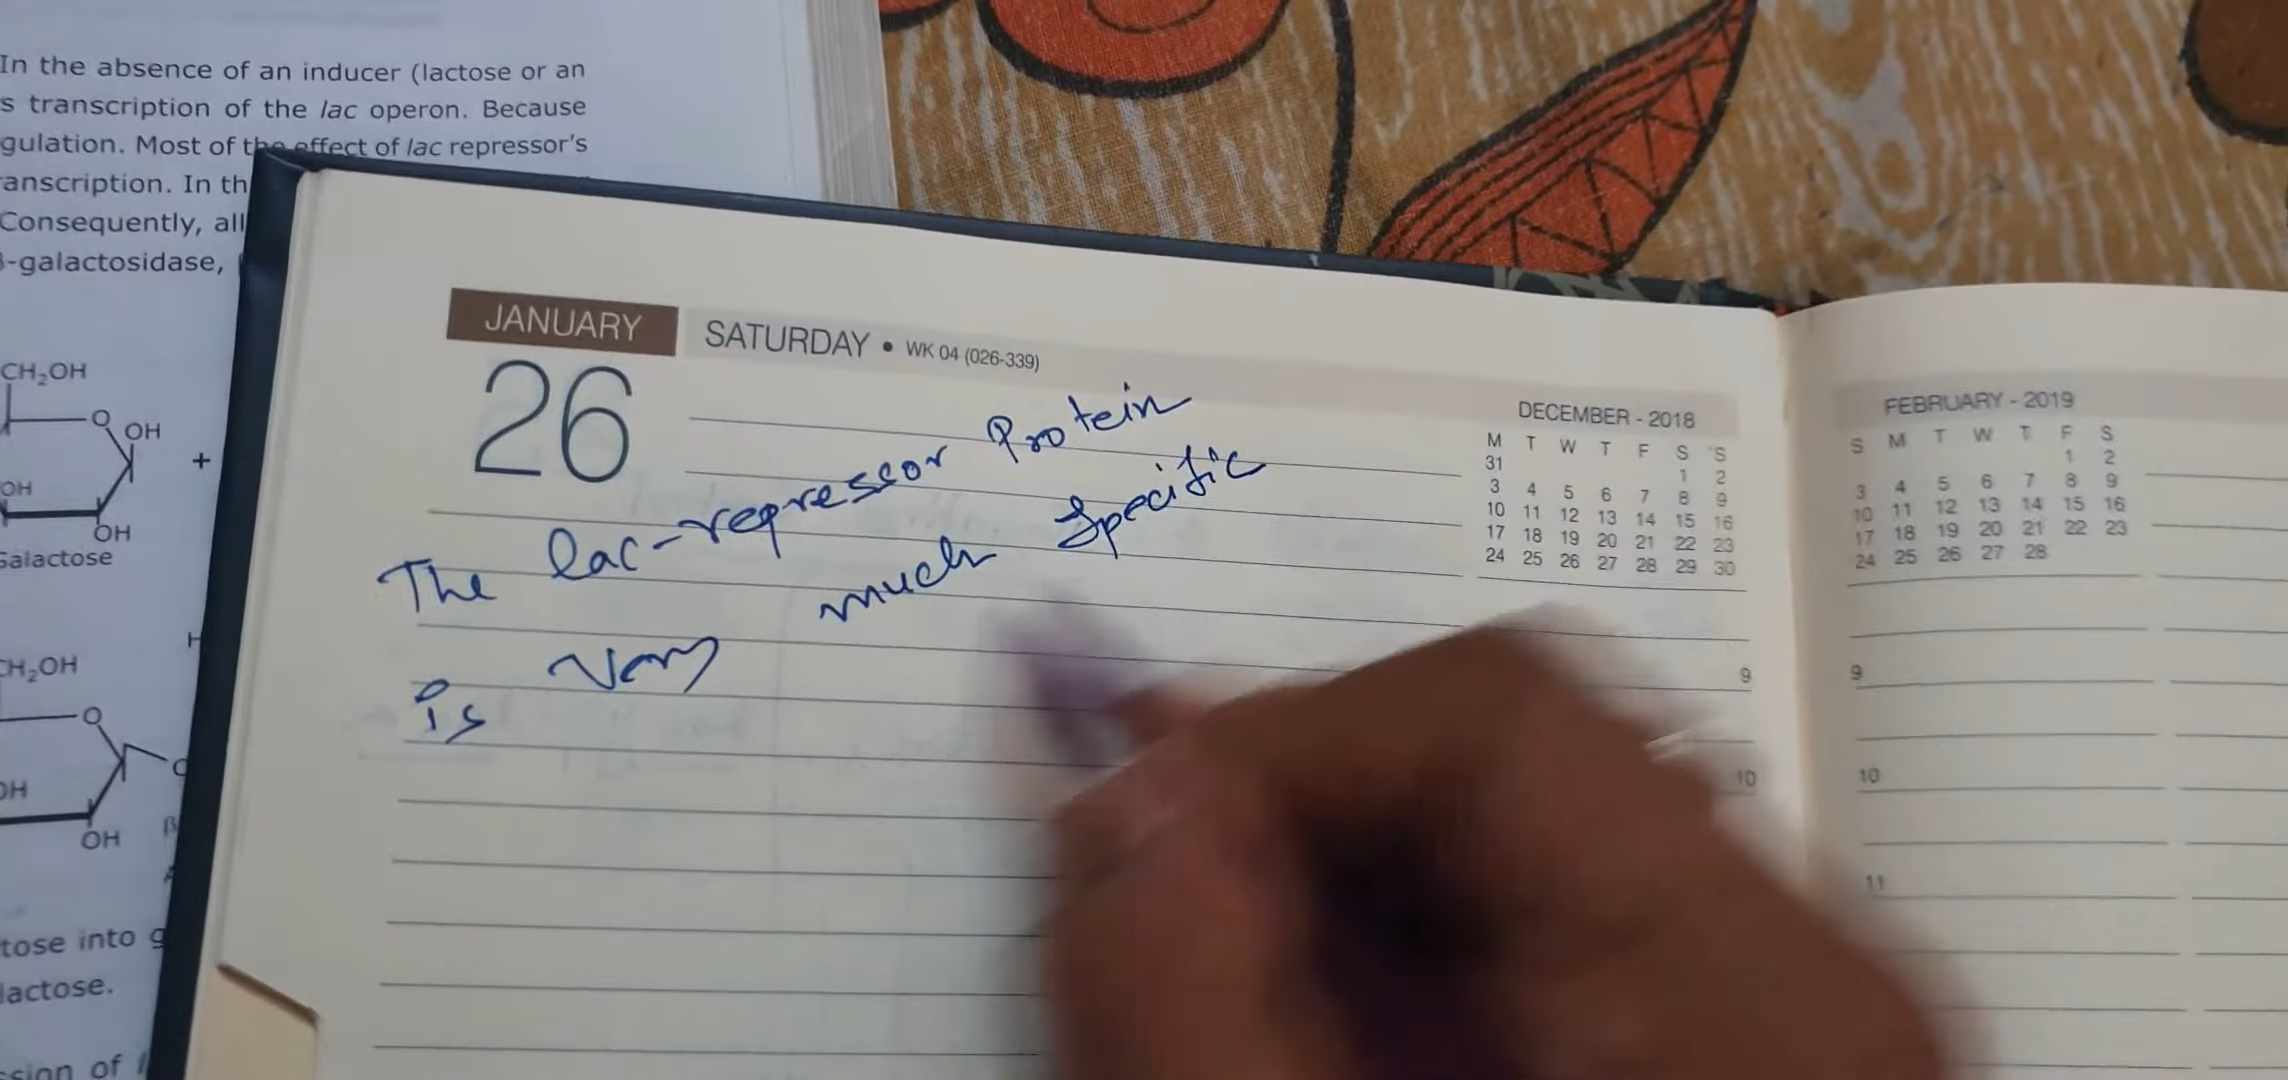 In the absence of an inducer (lactose or an
s transcription of the lac operon. Because
gulation. Most of the effect of lac repressor's
anscription. In th
Consequently, all
β-galactosidase,
CH₂OH
O
OH
+
OH
OH
Galactose
H
CH₂OH
O
OH
OH
β
tose into g
lactose.
ssion of
JANUARY
SATURDAY • WK 04 (026-339)
26
The lac-repressor Protein
is very much specific
DECEMBER - 2018
M T W T F S S
31 1 2
3 4 5 6 7 8 9
10 11 12 13 14 15 16
17 18 19 20 21 22 23
24 25 26 27 28 29 30
9
10
FEBRUARY - 2019
S M T W T F S
1 2
3 4 5 6 7 8 9
10 11 12 13 14 15 16
17 18 19 20 21 22 23
24 25 26 27 28
9
10
11